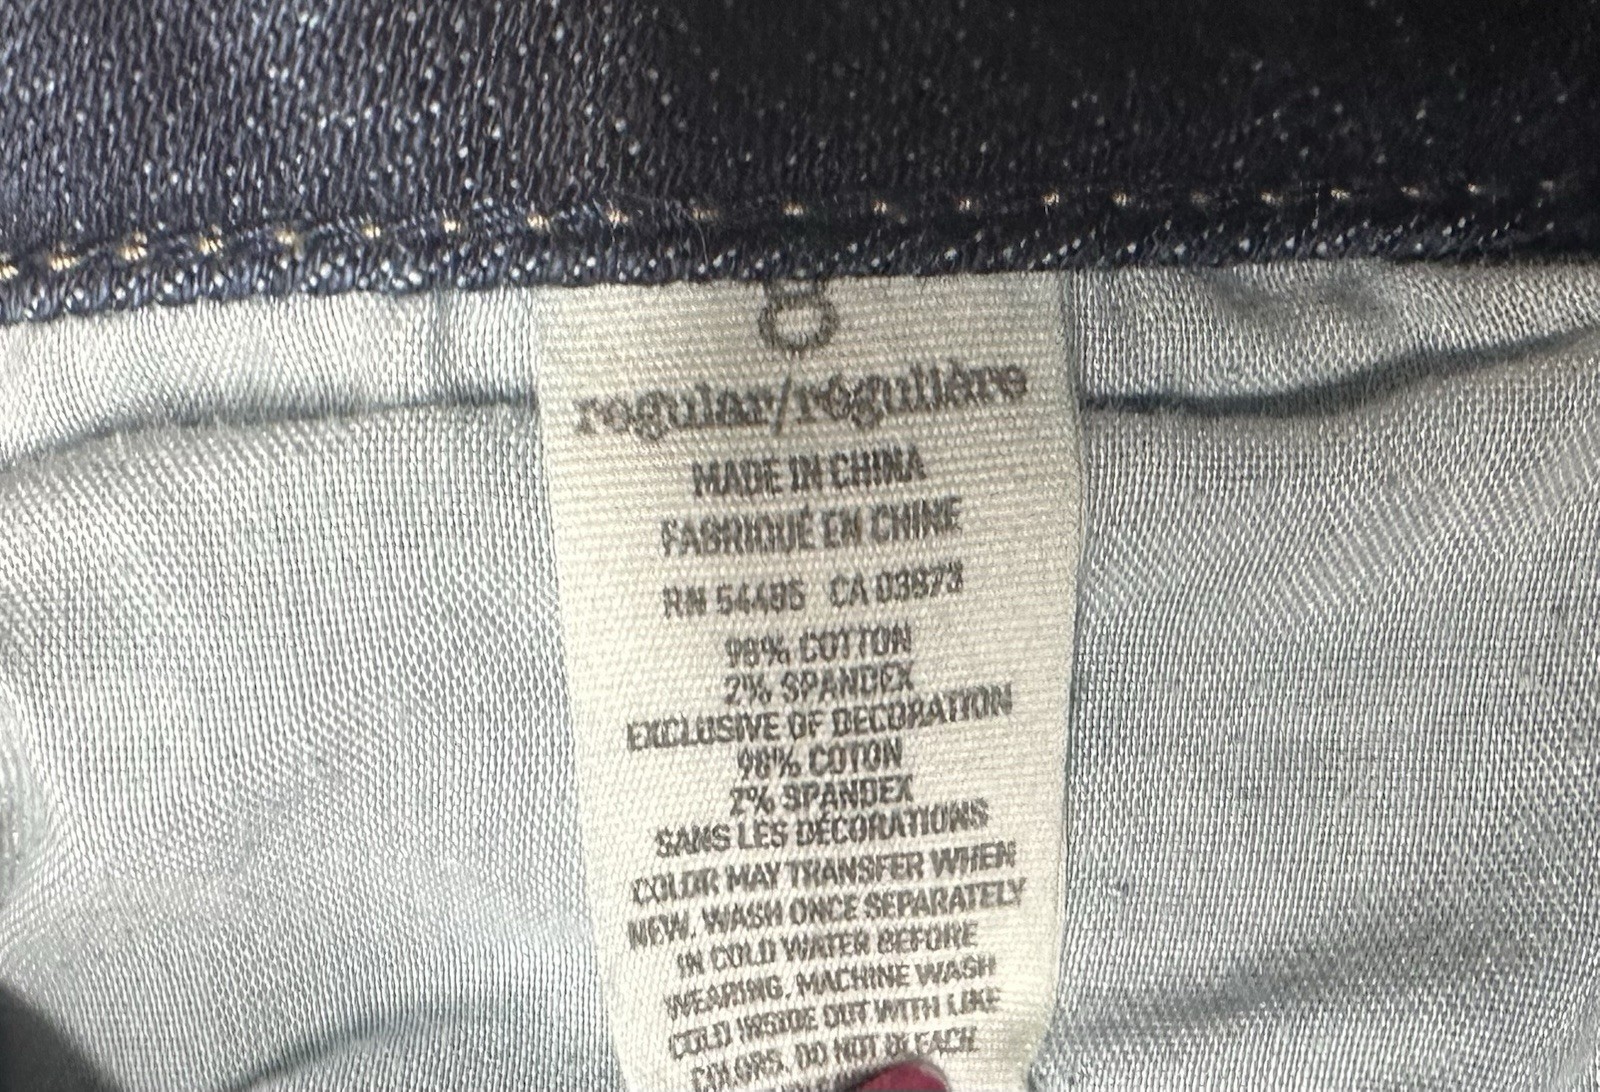 regular/régulière
MADE IN CHINA
FABRIQUÉ EN CHINE
RN 54485 CA 03973
98% COTTON
2% SPANDEX
EXCLUSIVE OF DECORATION
98% COTON
2% SPANDEX
SANS LES DÉCORATIONS
COLOR MAY TRANSFER WHEN
NEW. WASH ONCE SEPARATELY
IN COLD WATER BEFORE
WEARING. MACHINE WASH
COLD INSIDE OUT WITH LIKE
COLORS. DO NOT BLEACH